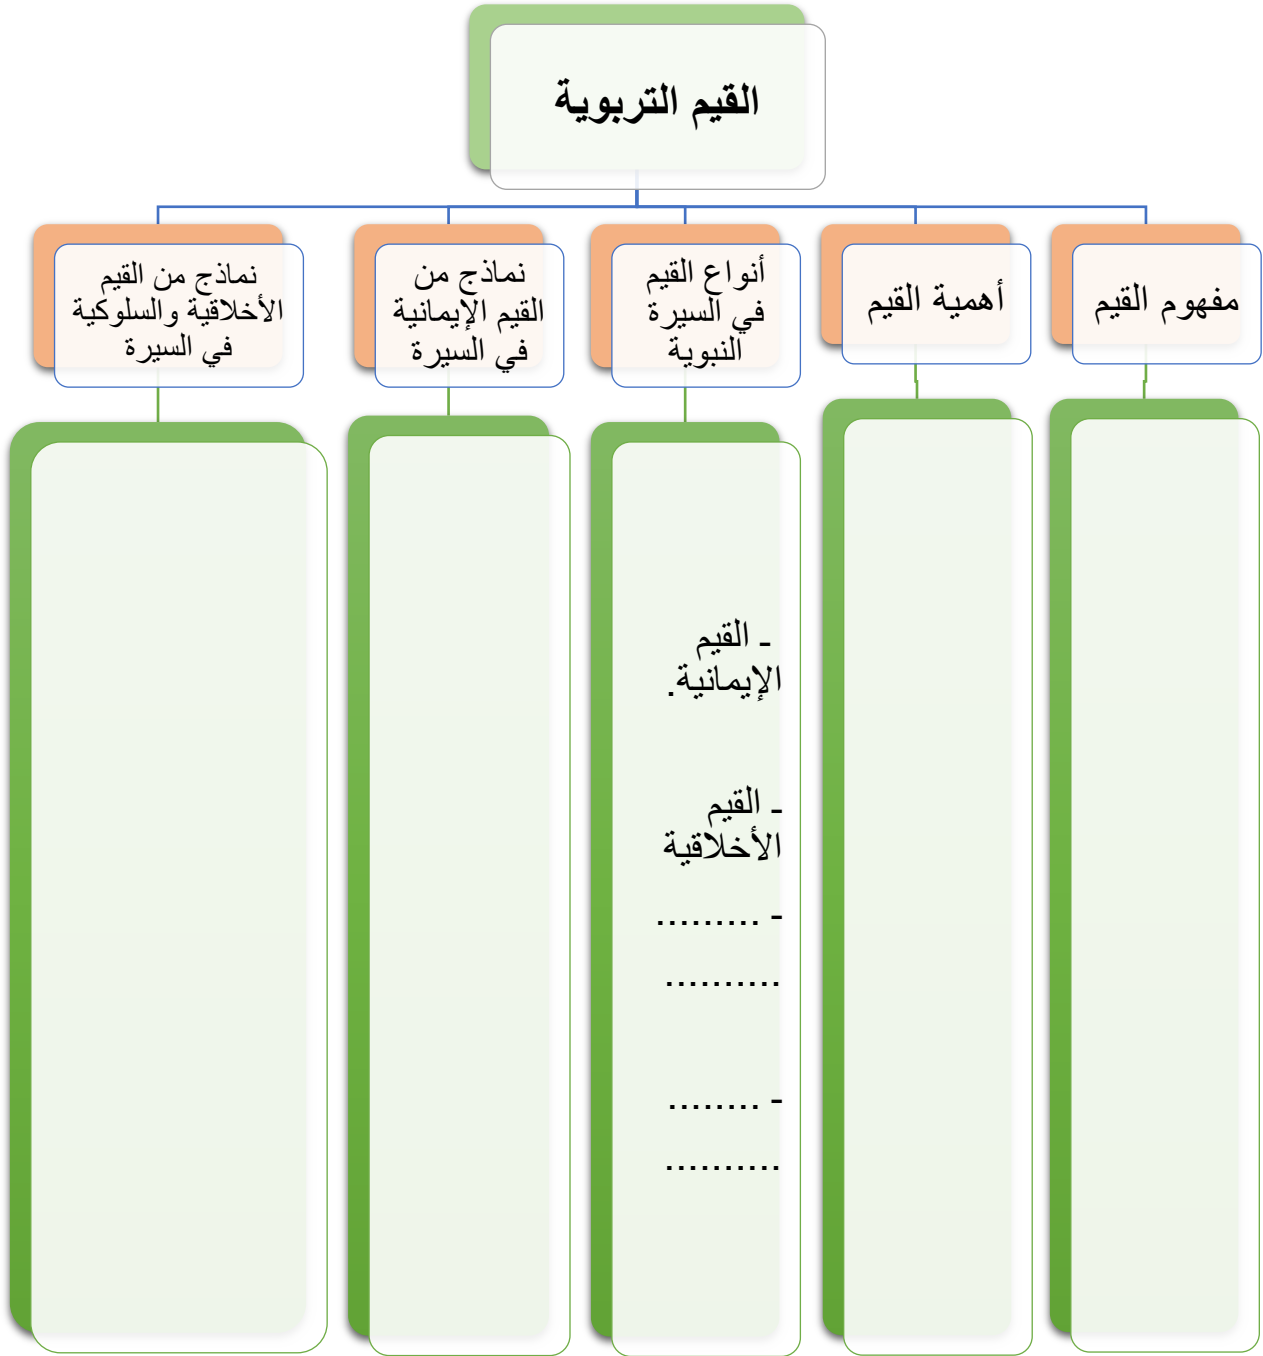 القيم التربوية
مفهوم القيم
أهمية القيم
أنواع القيم
في السيرة
النبوية
نماذج من
القيم الإيمانية
في السيرة
نماذج من القيم
الأخلاقية والسلوكية
في السيرة
- القيم
الإيمانية.
- القيم
الأخلاقية
- .........
..........
- ........
..........